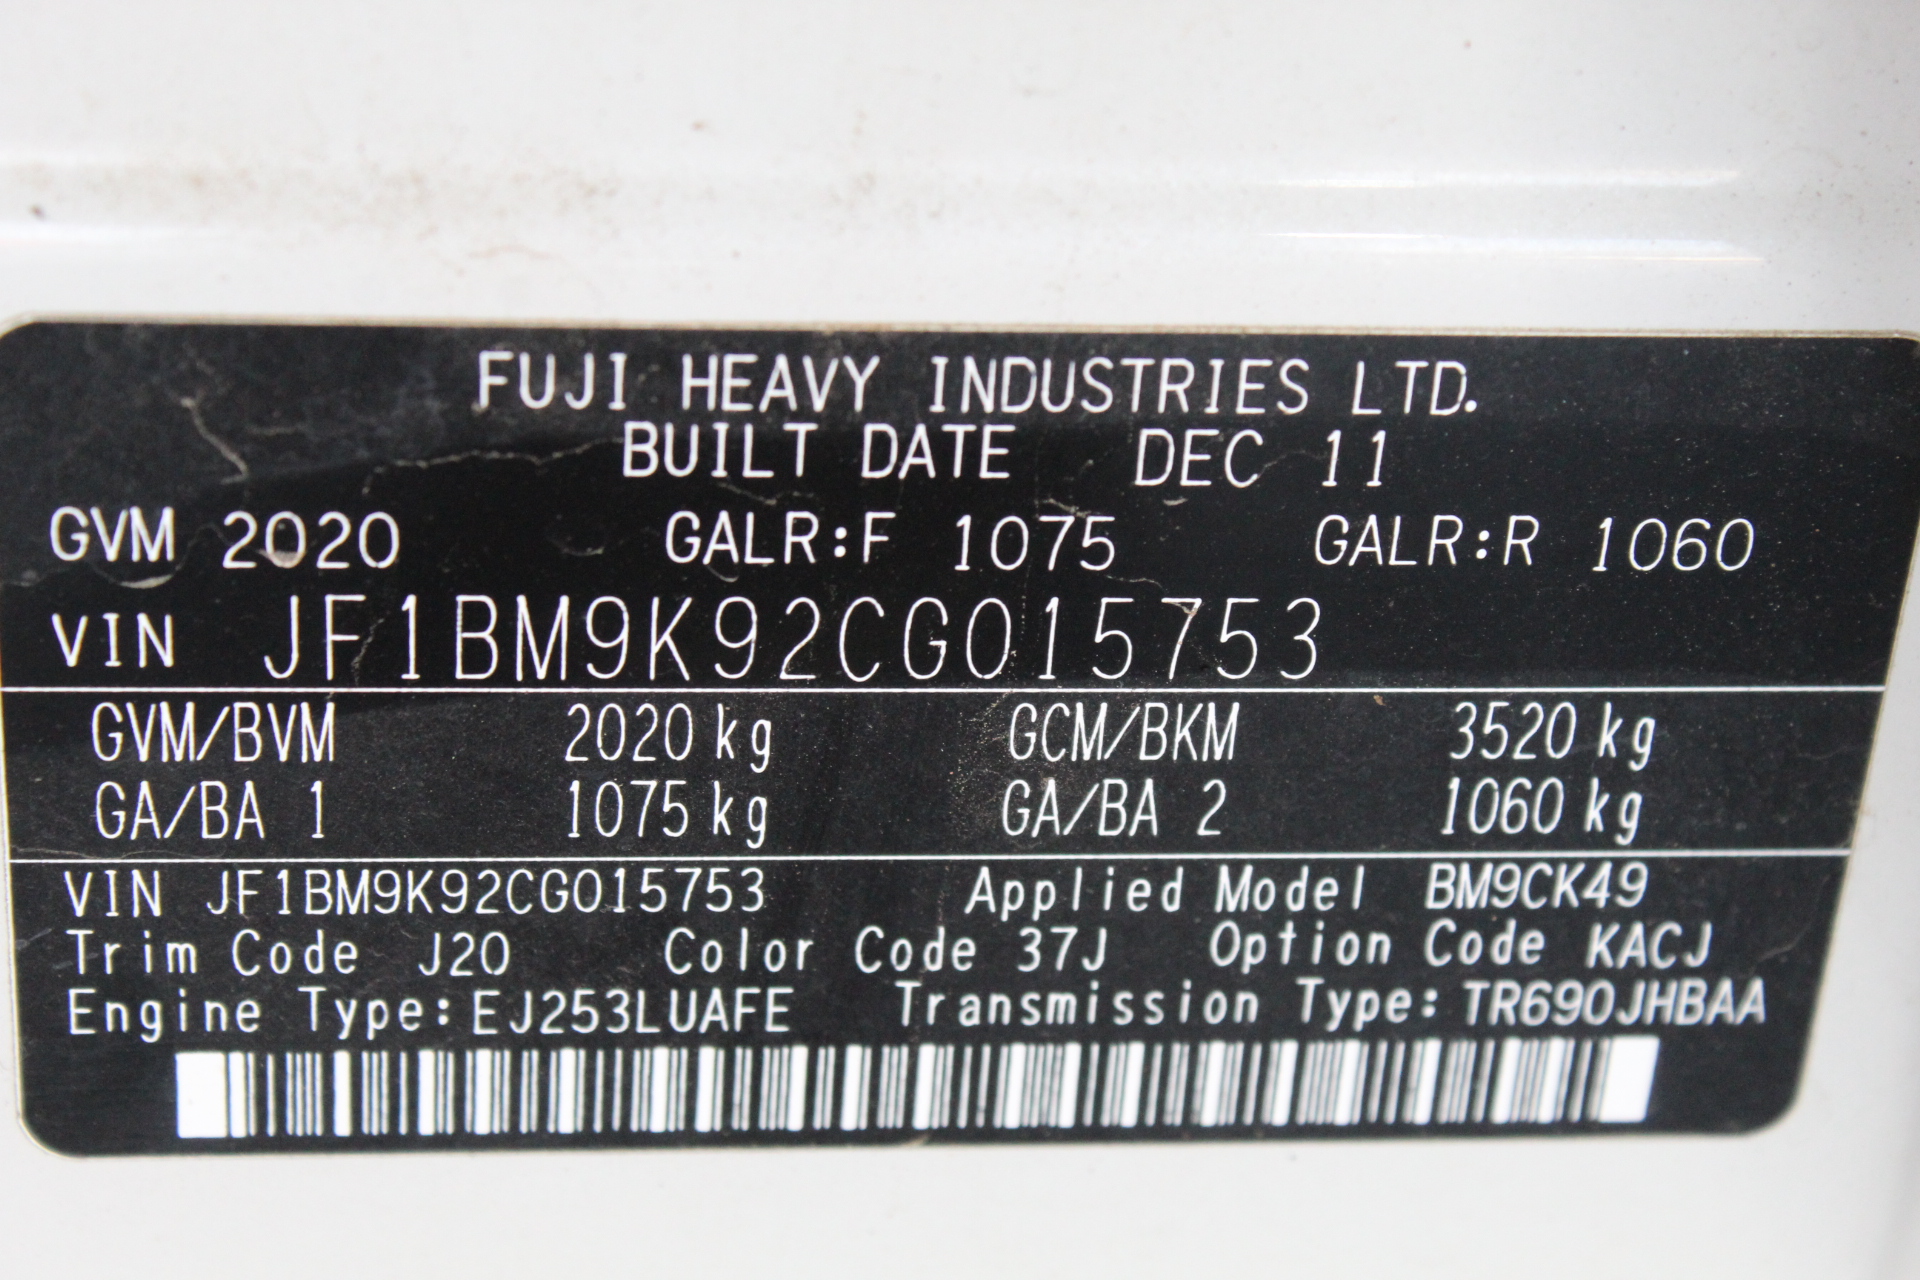 FUJI HEAVY INDUSTRIES LTD.
BUILT DATE DEC 11
GVM 2020 GALR:F 1075 GALR:R 1060
VIN JF1BM9K92CG015753
GVM/BVM 2020 kg GCM/BKM 3520 kg
GA/BA 1 1075 kg GA/BA 2 1060 kg
VIN JF1BM9K92CG015753 Applied Model BM9CK49
Trim Code J20 Color Code 37J Option Code KACJ
Engine Type: EJ253LUAFE Transmission Type: TR690JHBAA